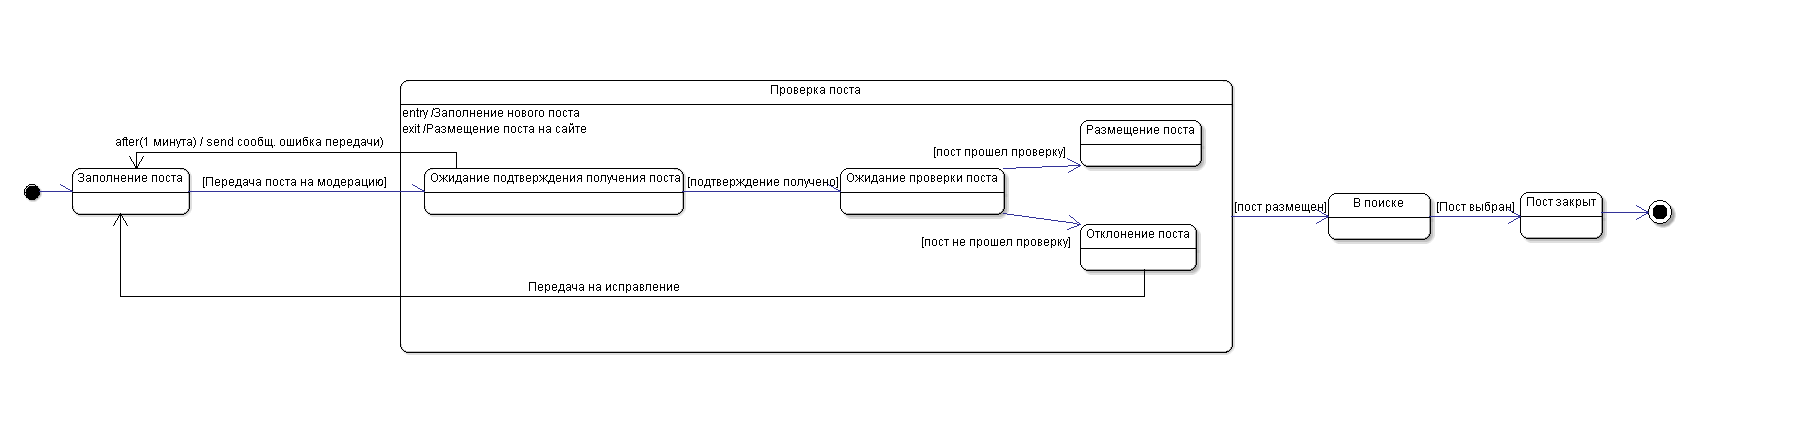 Проверка поста
entry /Заполнение нового поста
exit /Размещение поста на сайте
Размещение поста
after(1 минута) / send сообщ. ошибка передачи)
[пост прошел проверку]
Заполнение поста
[Передача поста на модерацию]
Ожидание подтверждения получения поста
[подтверждение получено]
Ожидание проверки поста
[пост размещен]
В поиске
[Пост выбран]
Пост закрыт
Отклонение поста
[пост не прошел проверку]
Передача на исправление